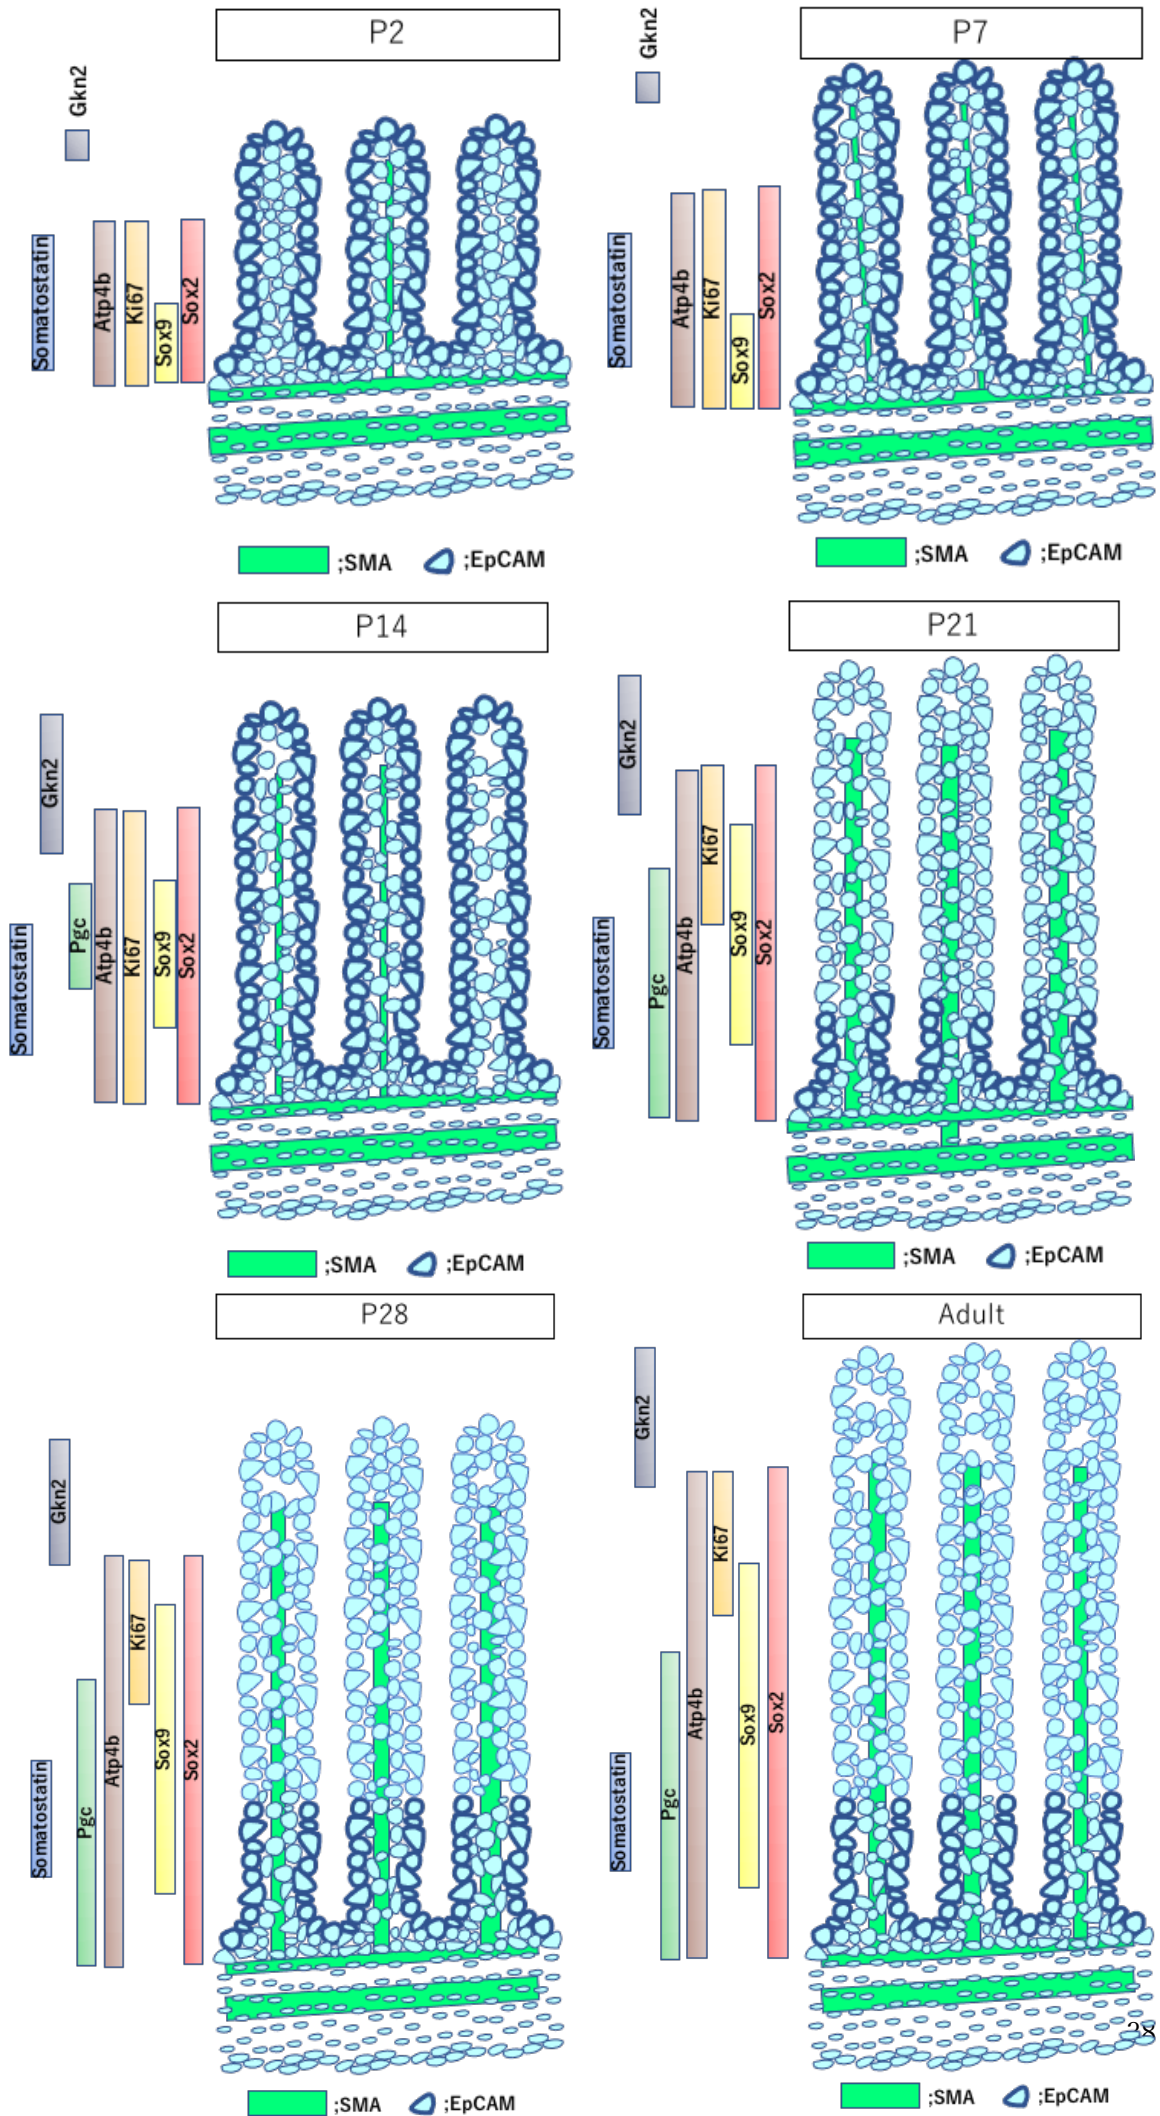 P2
Gkn2
Somatostatin
Atp4b
Ki67
Sox9
Sox2
;SMA
;EpCAM
P7
Gkn2
Somatostatin
Atp4b
Ki67
Sox9
Sox2
;SMA
;EpCAM
P14
Gkn2
Somatostatin
Pgc
Atp4b
Ki67
Sox9
Sox2
;SMA
;EpCAM
P21
Gkn2
Somatostatin
Pgc
Atp4b
Ki67
Sox9
Sox2
;SMA
;EpCAM
P28
Gkn2
Somatostatin
Pgc
Atp4b
Ki67
Sox9
Sox2
;SMA
;EpCAM
Adult
Gkn2
Somatostatin
Pgc
Atp4b
Ki67
Sox9
Sox2
;SMA
;EpCAM
28